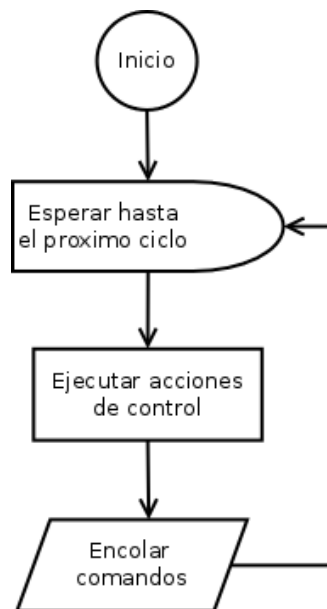 Inicio
Esperar hasta
el proximo ciclo
Ejecutar acciones
de control
Encolar
comandos